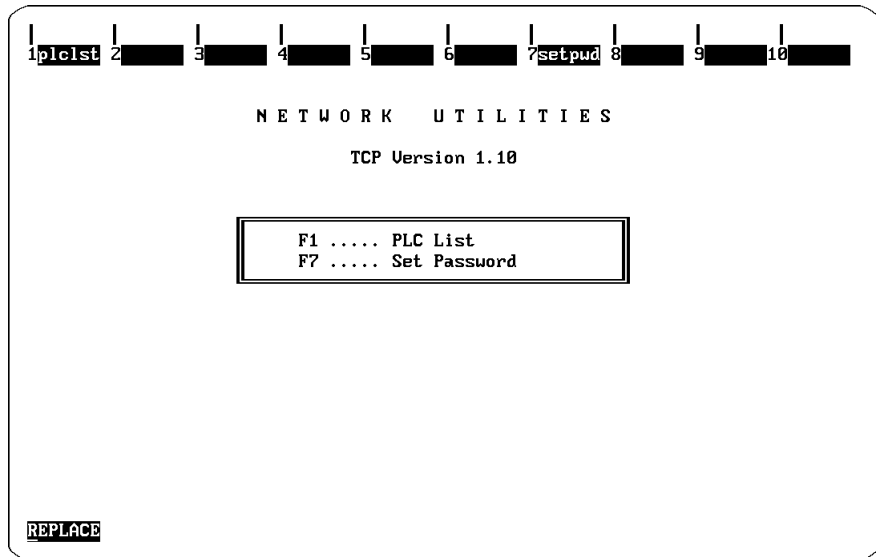 1plclst 2 3 4 5 6 7setpwd 8 9 10
N E T W O R K   U T I L I T I E S
TCP Version 1.10
F1 ..... PLC List
F7 ..... Set Password
REPLACE